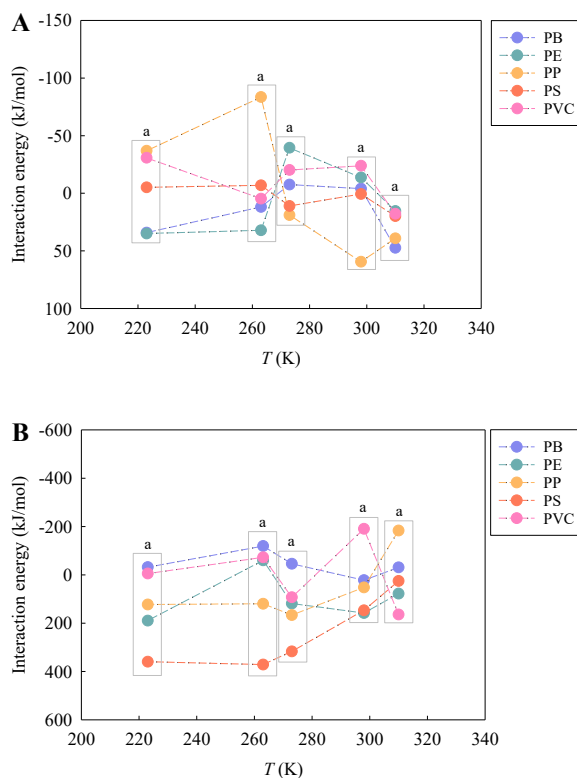 A
-150
-100
-50
0
50
100
Interaction energy (kJ/mol)
a
a
a
a
a
200 220 240 260 280 300 320 340
T (K)
PB
PE
PP
PS
PVC
B
-600
-400
-200
0
200
400
600
Interaction energy (kJ/mol)
a
a
a
a
a
200 220 240 260 280 300 320 340
T (K)
PB
PE
PP
PS
PVC